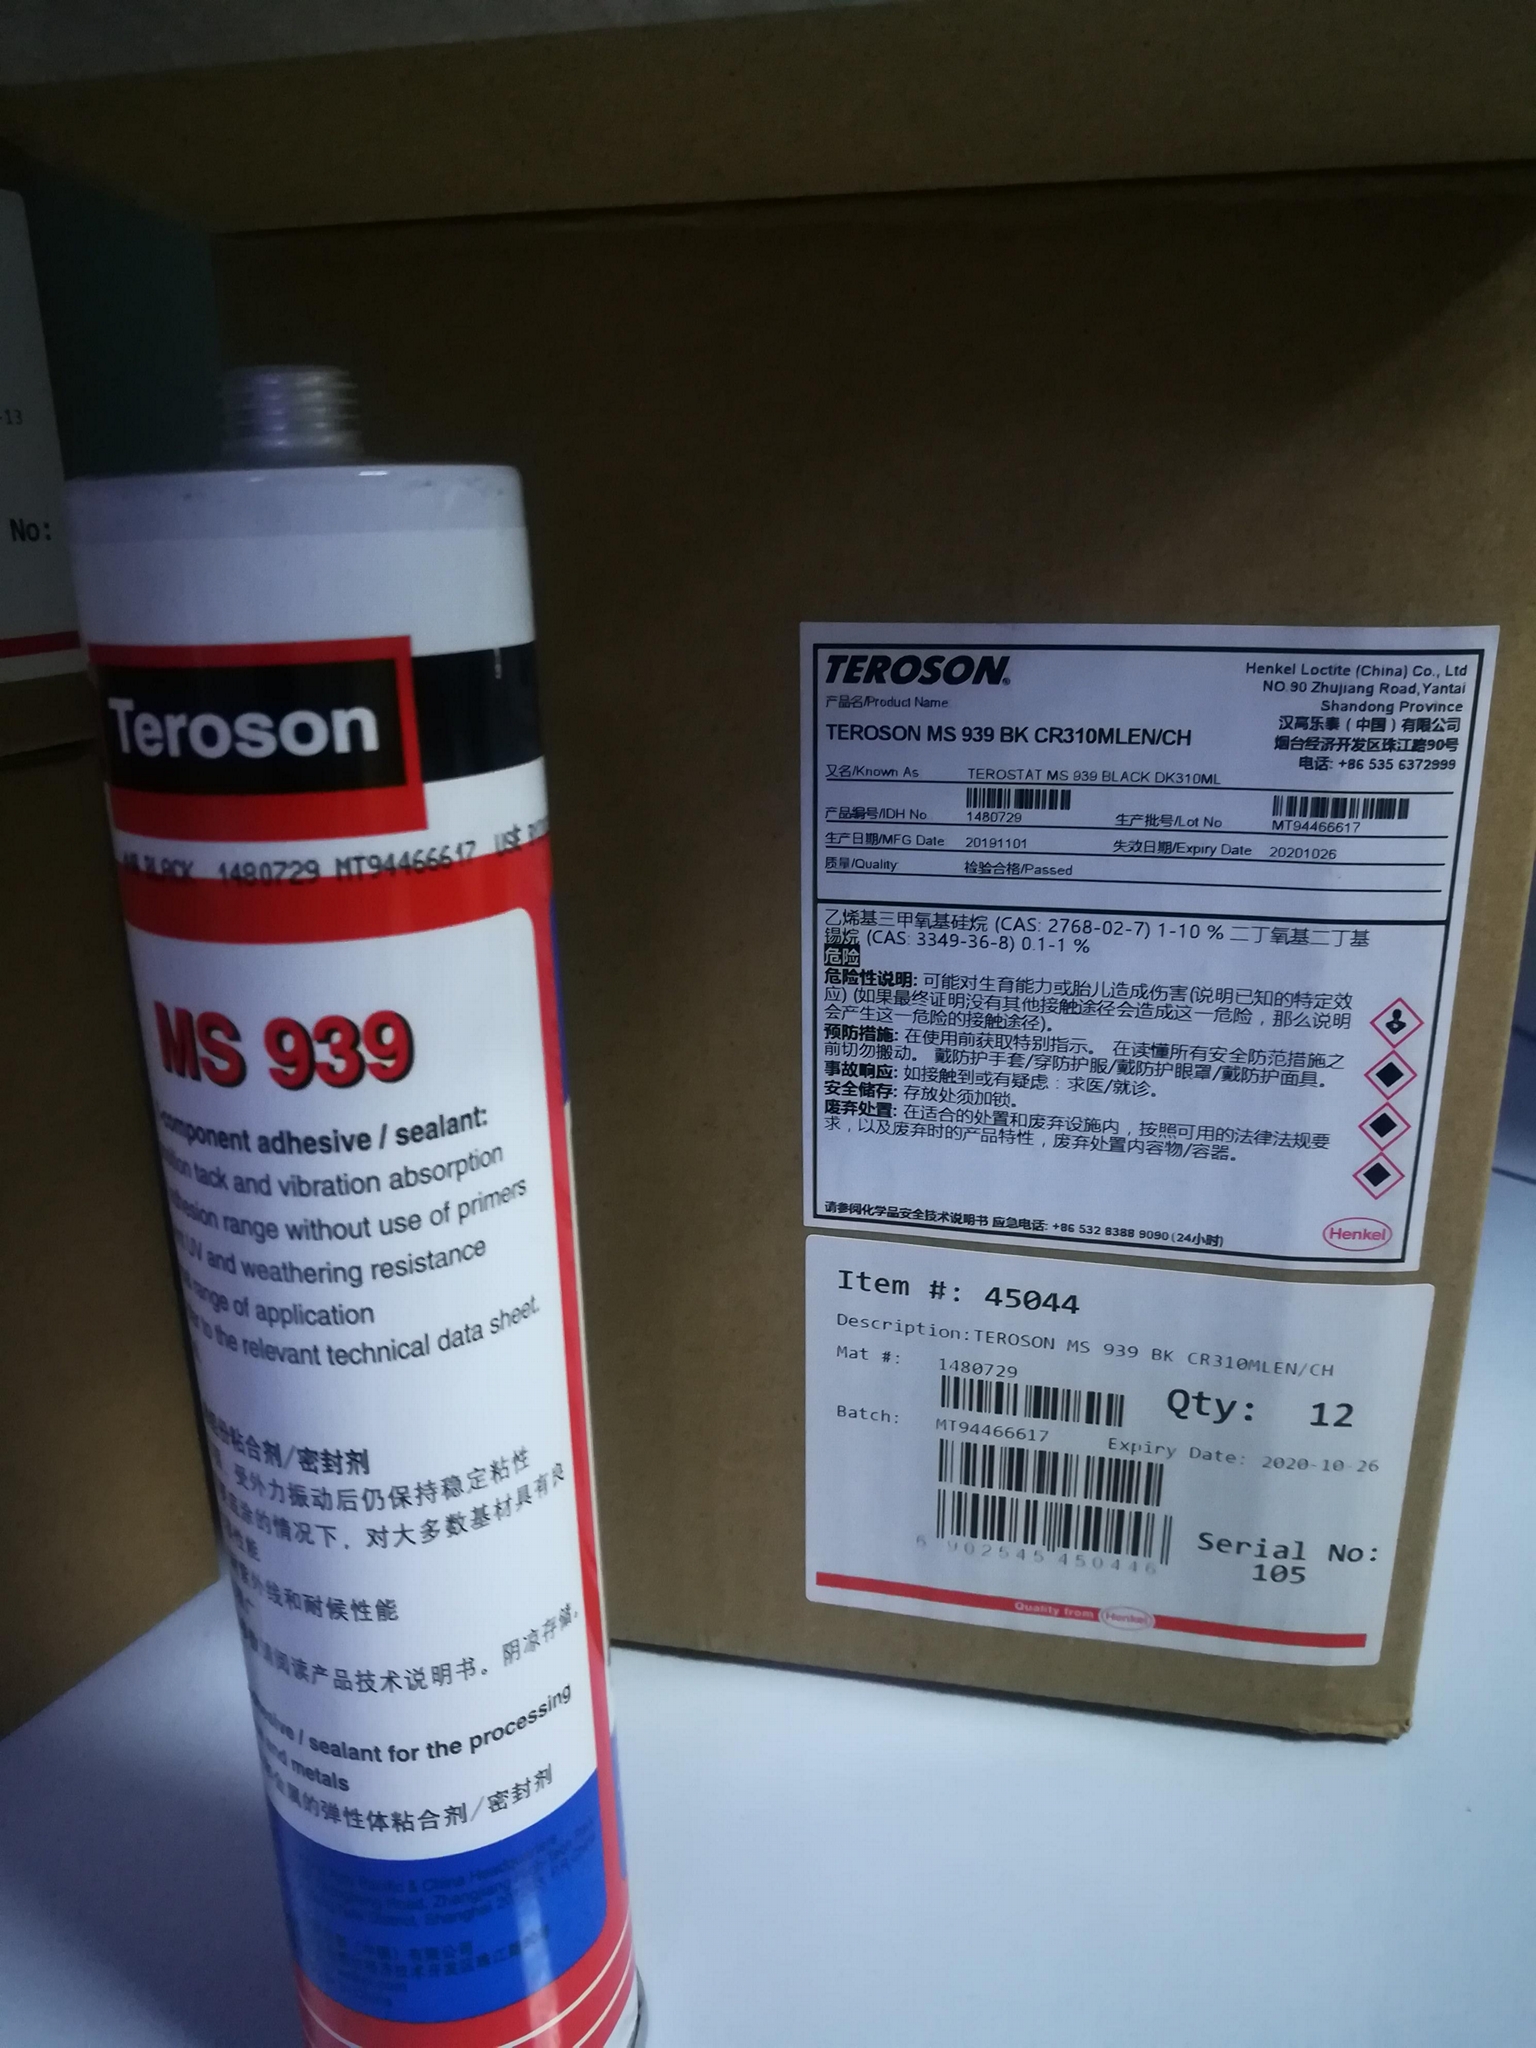 -13
No:
Teroson
BLACK 1480729 MT94466617 USE
MS 939
component adhesive / sealant:
tack and vibration absorption
range without use of primers
UV and weathering resistance
range of application
to the relevant technical data sheet.
粘合剂/密封剂
受外力振动后仍保持稳定粘性
的情况下，对大多数基材具有良
性能
外线和耐候性能
阅读产品技术说明书。阴凉存储。
/ sealant for the processing
and metals
的弹性体粘合剂/密封剂
TEROSON®
产品名/Product Name
TEROSON MS 939 BK CR310MLEN/CH
Henkel Loctite (China) Co., Ltd
NO.90 Zhujiang Road,Yantai
Shandong Province
汉高乐泰（中国）有限公司
烟台经济开发区珠江路90号
电话: +86 535 6372999
又名/Known As TEROSTAT MS 939 BLACK DK310ML
产品编号/IDH No 1480729 生产批号/Lot No MT94466617
生产日期/MFG Date 20191101 失效日期/Expiry Date 20201026
质量/Quality 检验合格/Passed
乙烯基三甲氧基硅烷 (CAS: 2768-02-7) 1-10 % 二丁氧基二丁基
锡烷 (CAS: 3349-36-8) 0.1-1 %
危险
危险性说明: 可能对生育能力或胎儿造成伤害(说明已知的特定效
应) (如果最终证明没有其他接触途径会造成这一危险，那么说明
会产生这一危险的接触途径)。
预防措施: 在使用前获取特别指示。 在读懂所有安全防范措施之
前切勿搬动。 戴防护手套/穿防护服/戴防护眼罩/戴防护面具。
事故响应: 如接触到或有疑虑：求医/就诊。
安全储存: 存放处须加锁。
废弃处置: 在适合的处置和废弃设施内，按照可用的法律法规要
求，以及废弃时的产品特性，废弃处置内容物/容器。
请参阅化学品安全技术说明书 应急电话: +86 532 8388 9090 (24小时)
Henkel
Item #: 45044
Description:TEROSON MS 939 BK CR310MLEN/CH
Mat #: 1480729
Qty: 12
Batch: MT94466617
Expiry Date: 2020-10-26
6 902545 450446
Serial No:
105
Quality from Henkel